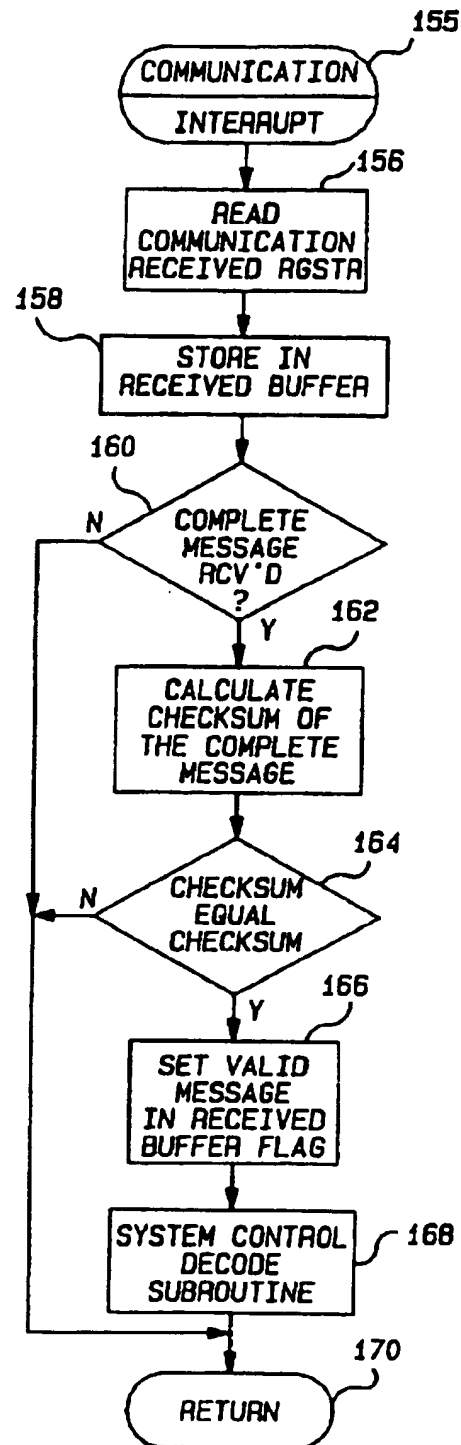 155
COMMUNICATION
INTERRUPT
156
READ
COMMUNICATION
RECEIVED RGSTR
158
STORE IN
RECEIVED BUFFER
160
N
COMPLETE
MESSAGE
RCV'D
?
Y
162
CALCULATE
CHECKSUM OF
THE COMPLETE
MESSAGE
164
N
CHECKSUM
EQUAL
CHECKSUM
Y
166
SET VALID
MESSAGE
IN RECEIVED
BUFFER FLAG
SYSTEM CONTROL
DECODE
SUBROUTINE
168
170
RETURN